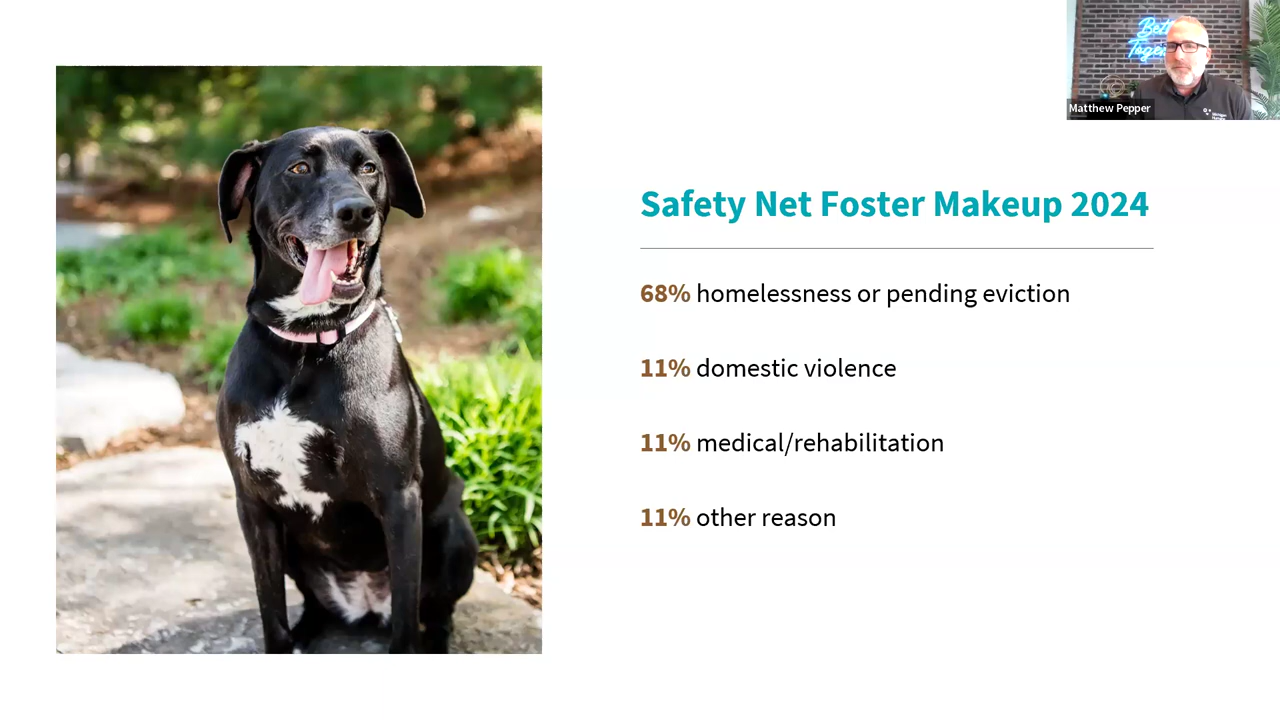 Matthew Pepper
Safety Net Foster Makeup 2024
68% homelessness or pending eviction
11% domestic violence
11% medical/rehabilitation
11% other reason